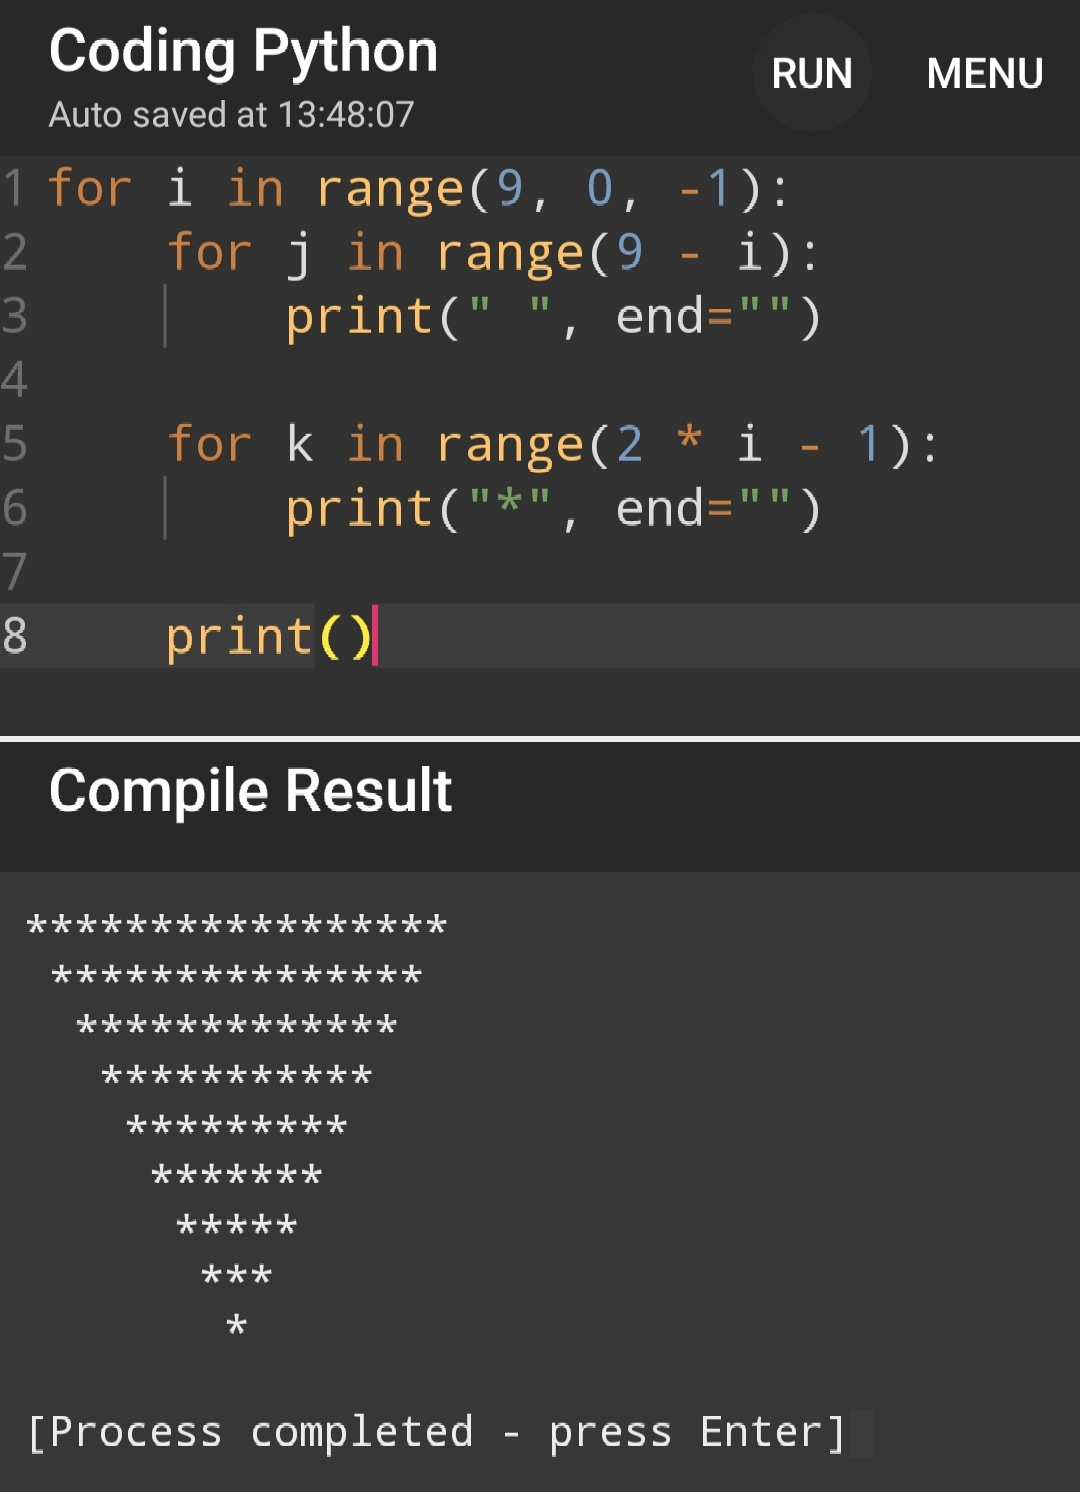 Coding Python
Auto saved at 13:48:07
RUN
MENU
1 for i in range(9, 0, -1):
2     for j in range(9 - i):
3         print(" ", end="")
4
5     for k in range(2 * i - 1):
6         print("*", end="")
7
8     print()
Compile Result
*****************
 ***************
  *************
   ***********
    *********
     *******
      *****
       ***
        *
[Process completed - press Enter]